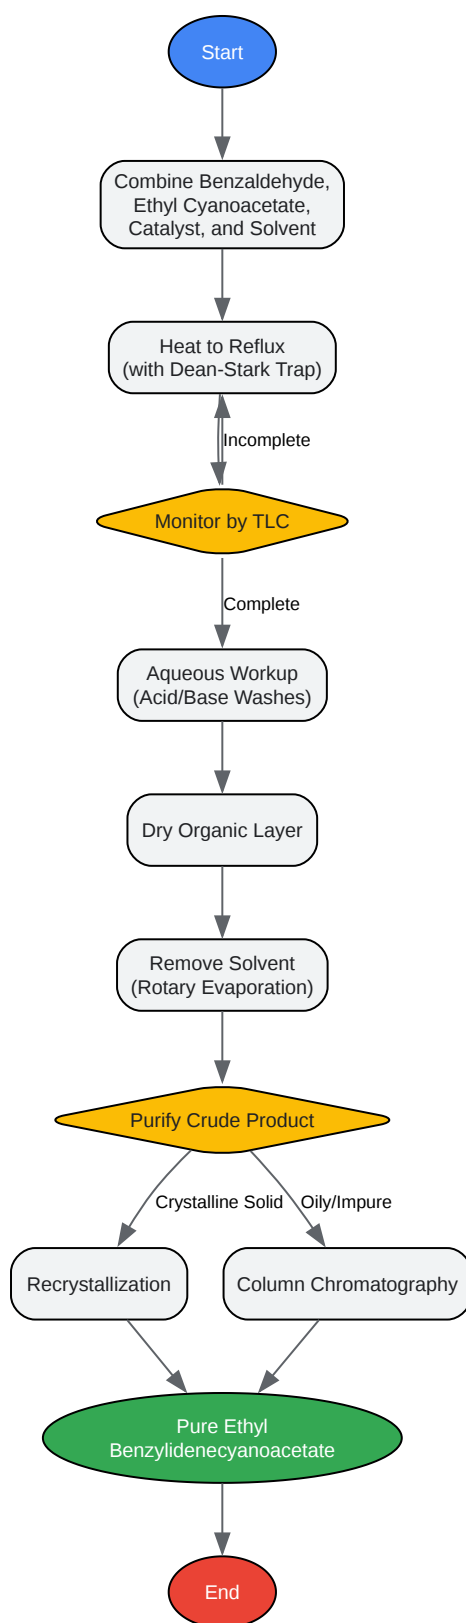 Start
Combine Benzaldehyde,
Ethyl Cyanoacetate,
Catalyst, and Solvent
Heat to Reflux
(with Dean-Stark Trap)
Incomplete
Monitor by TLC
Complete
Aqueous Workup
(Acid/Base Washes)
Dry Organic Layer
Remove Solvent
(Rotary Evaporation)
Purify Crude Product
Crystalline Solid
Oily/Impure
Recrystallization
Column Chromatography
Pure Ethyl
Benzylidenecyanoacetate
End